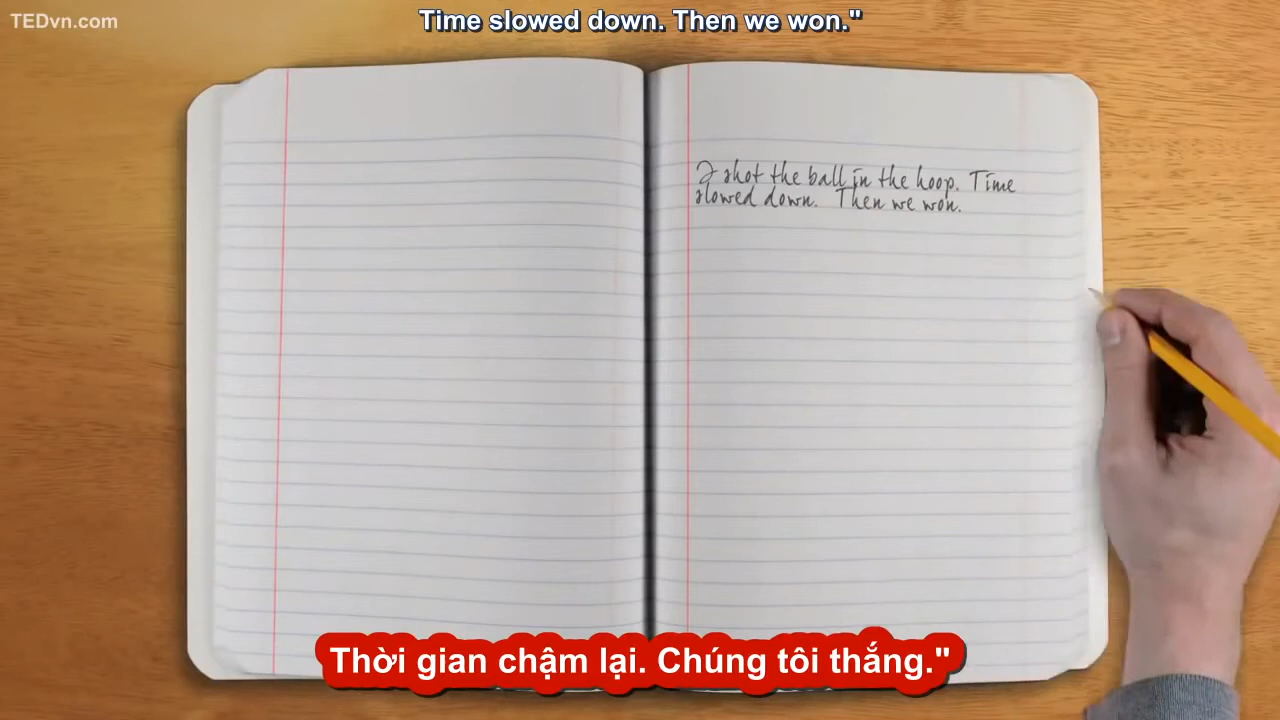 TEDvn.com
Time slowed down. Then we won."
I shot the ball in the hoop. Time
slowed down. Then we won.
Thời gian chậm lại. Chúng tôi thắng."